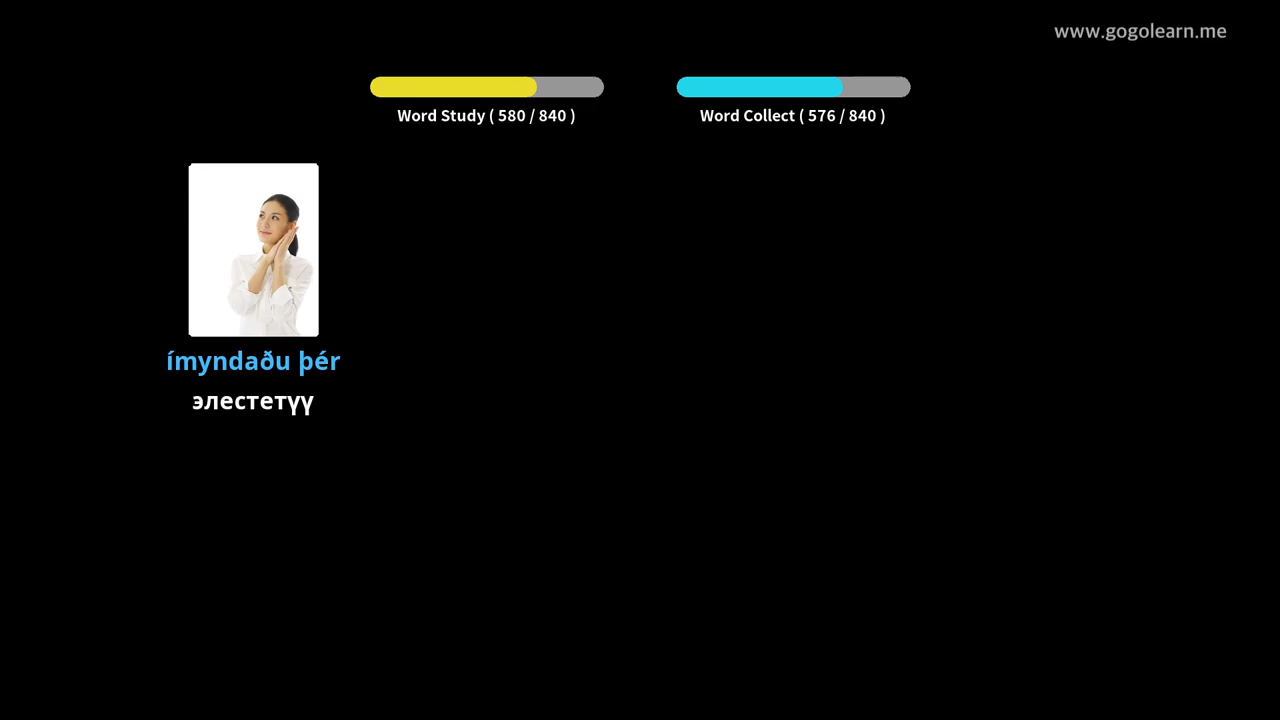 www.gogolearn.me
Word Study ( 580 / 840 )
Word Collect ( 576 / 840 )
ímyndaðu þér
элестетүү